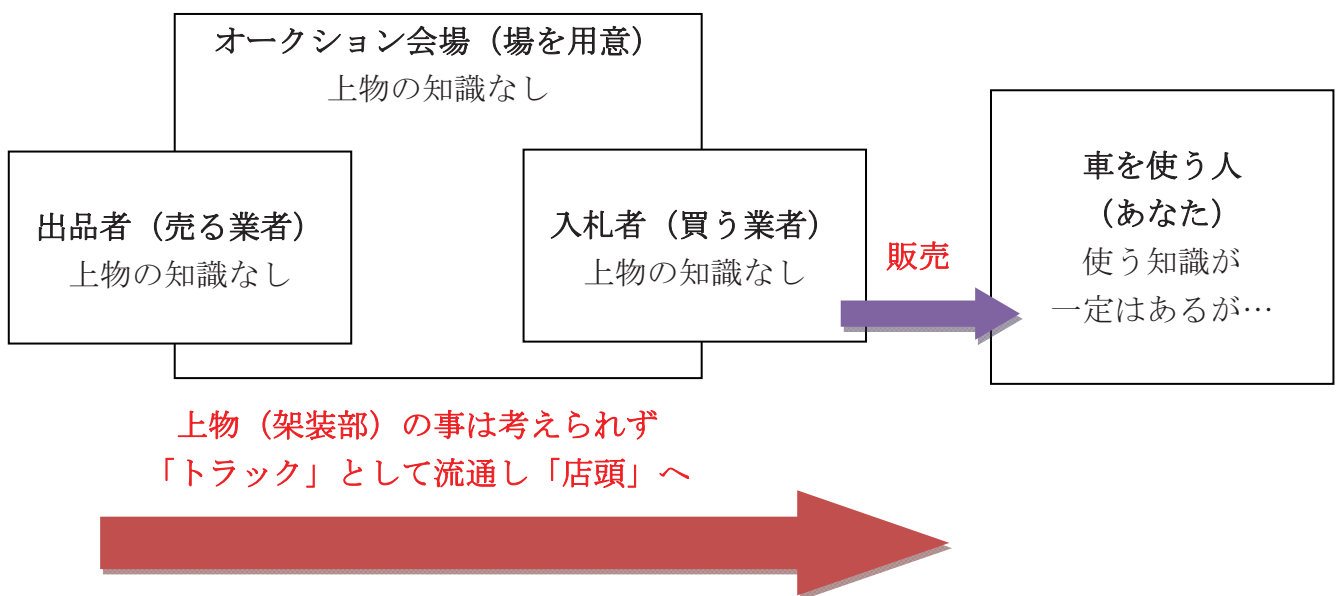 オークション会場（場を用意）
上物の知識なし
出品者（売る業者）
上物の知識なし
入札者（買う業者）
上物の知識なし
販売
車を使う人
（あなた）
使う知識が
一定はあるが…
上物（架装部）の事は考えられず
「トラック」として流通し「店頭」へ